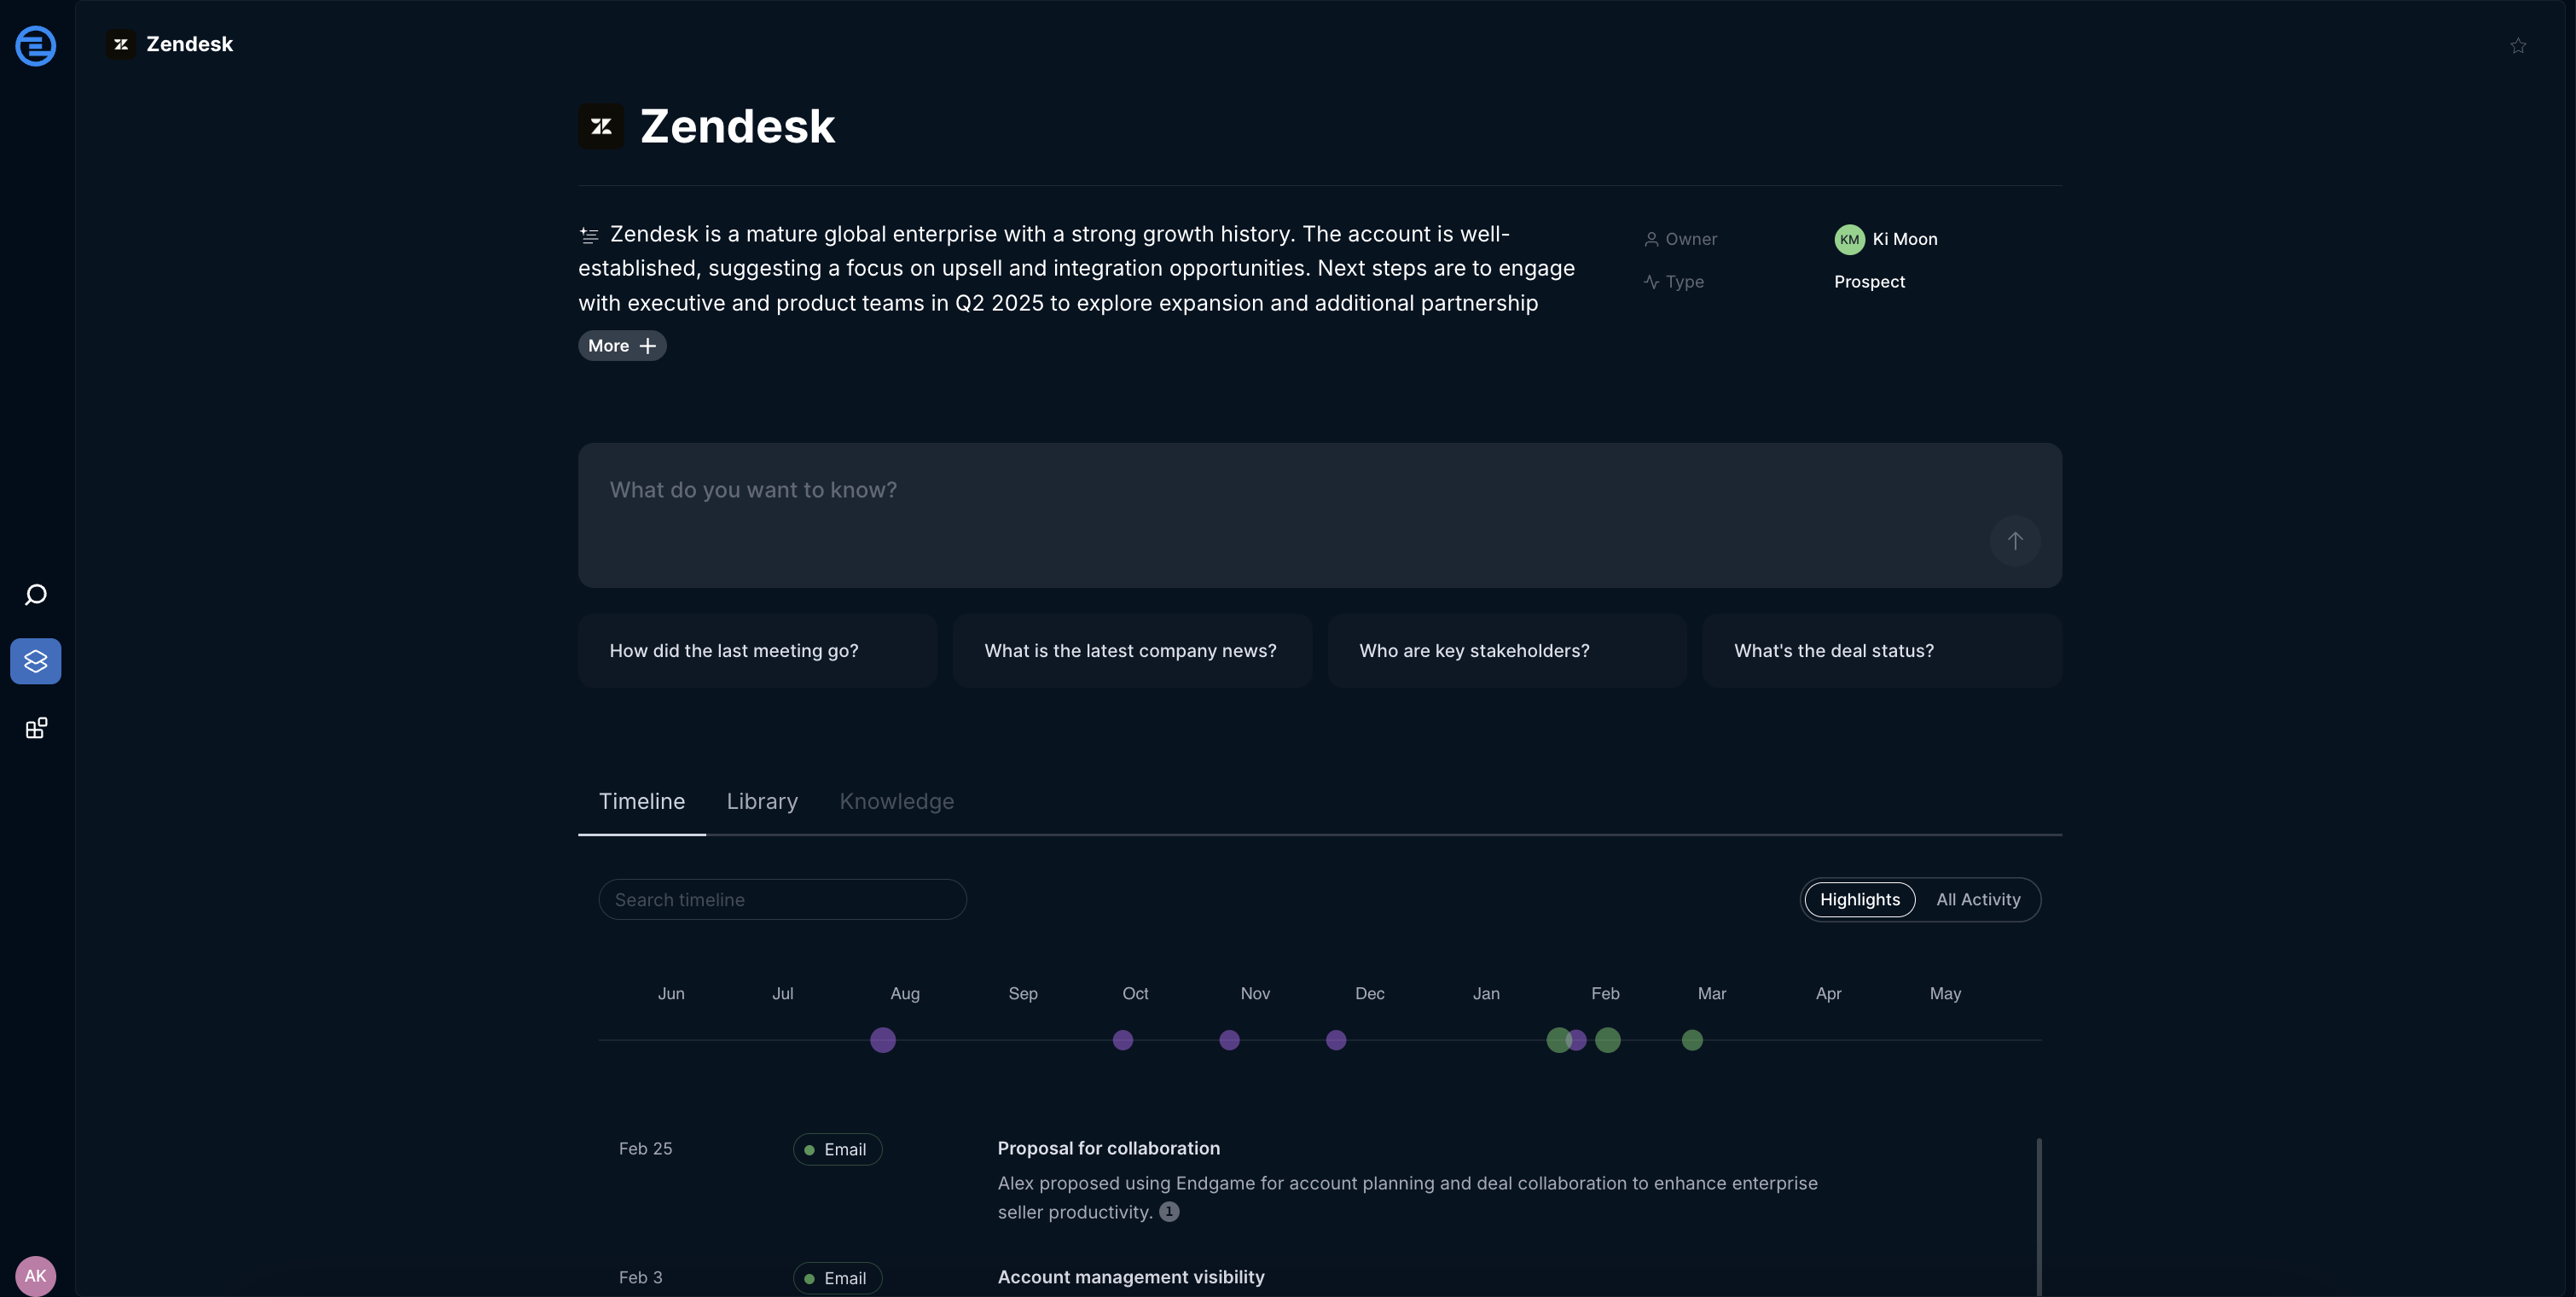 Zendesk
Zendesk
Zendesk is a mature global enterprise with a strong growth history. The account is well-
established, suggesting a focus on upsell and integration opportunities. Next steps are to engage
with executive and product teams in Q2 2025 to explore expansion and additional partnership
More
Owner
KM Ki Moon
Type
Prospect
What do you want to know?
How did the last meeting go?
What is the latest company news?
Who are key stakeholders?
What's the deal status?
Timeline Library Knowledge
Search timeline
Highlights All Activity
Jun Jul Aug Sep Oct Nov Dec Jan Feb Mar Apr May
Feb 25
Email
Proposal for collaboration
Alex proposed using Endgame for account planning and deal collaboration to enhance enterprise
seller productivity. 1
Feb 3
Email
Account management visibility
AK